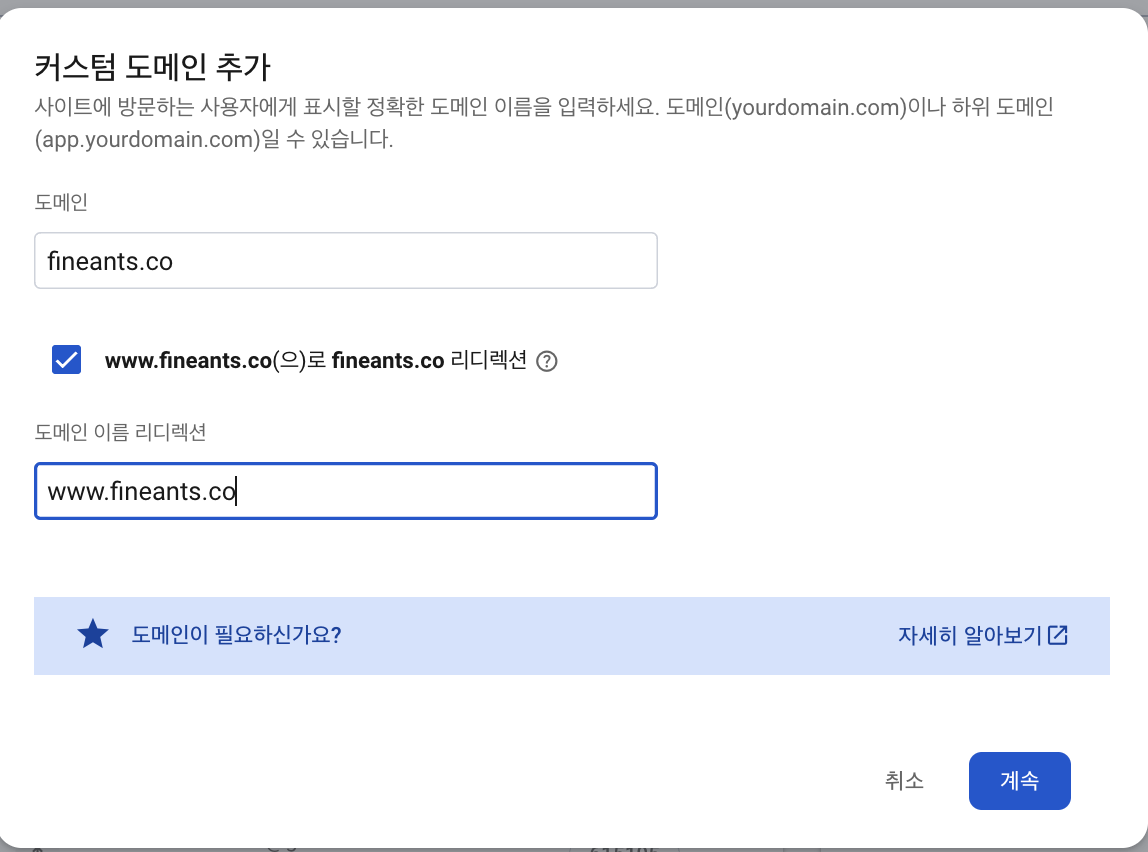 커스텀 도메인 추가
사이트에 방문하는 사용자에게 표시할 정확한 도메인 이름을 입력하세요. 도메인(yourdomain.com)이나 하위 도메인
(app.yourdomain.com)일 수 있습니다.
도메인
fineants.co
www.fineants.co(으)로 fineants.co 리디렉션
도메인 이름 리디렉션
www.fineants.co
도메인이 필요하신가요?
자세히 알아보기
취소
계속